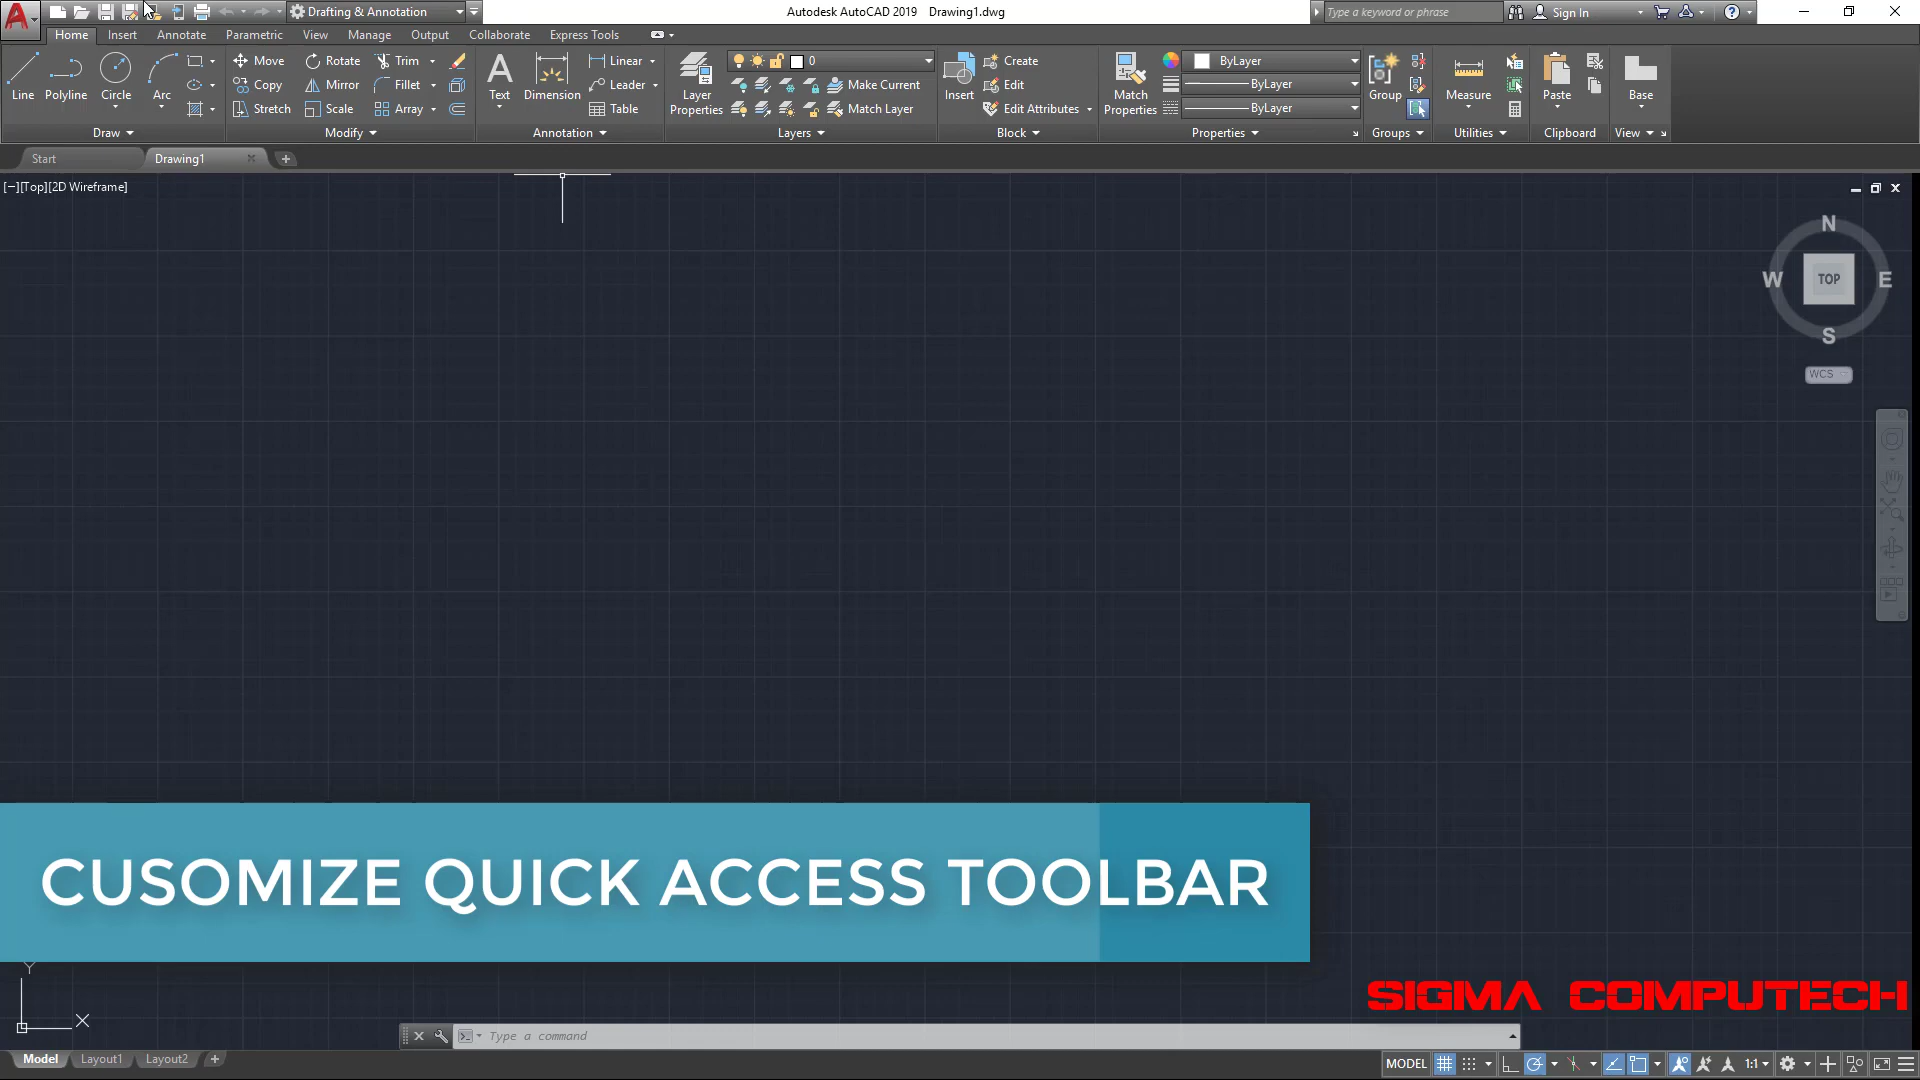 Drafting & Annotation
Autodesk AutoCAD 2019 Drawing1.dwg
Type a keyword or phrase
Sign In
Home Insert Annotate Parametric View Manage Output Collaborate Express Tools
Line
Polyline
Circle
Arc
Draw
Move
Rotate
Trim
Copy
Mirror
Fillet
Stretch
Scale
Array
Modify
Text
Dimension
Linear
Leader
Table
Annotation
Layer
Properties
0
Make Current
Match Layer
Layers
Insert
Create
Edit
Edit Attributes
Block
Match
Properties
ByLayer
ByLayer
ByLayer
Properties
Group
Groups
Measure
Utilities
Paste
Clipboard
Base
View
Start
Drawing1
[−][Top][2D Wireframe]
N
W
TOP
E
S
WCS
CUSOMIZE QUICK ACCESS TOOLBAR
SIGMA COMPUTECH
Y
X
Type a command
Model Layout1 Layout2
MODEL
1:1